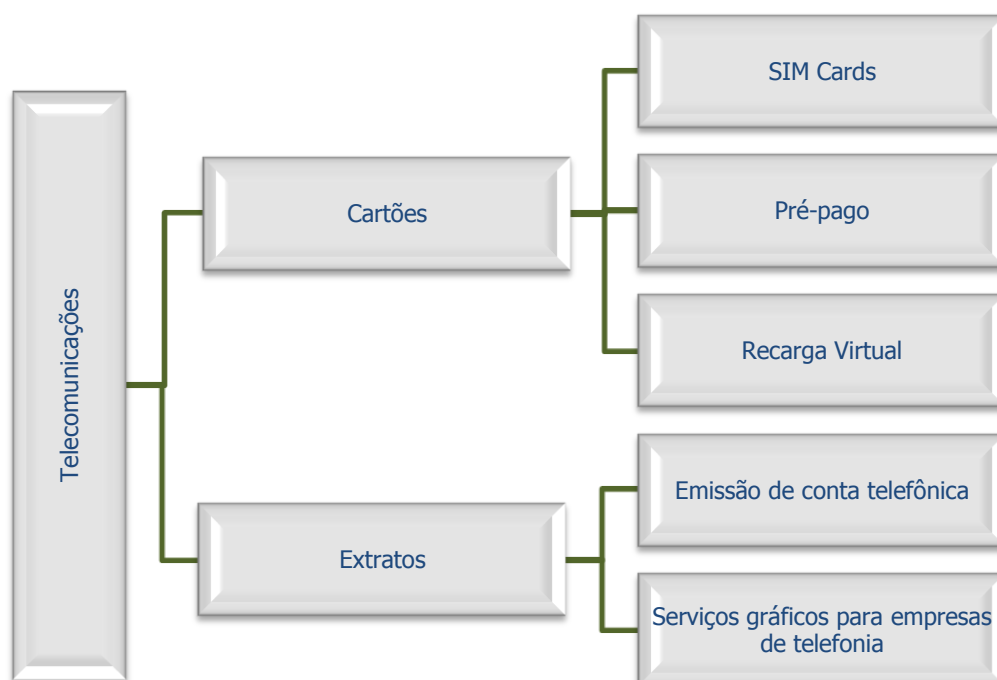 Telecomunicações
Cartões
SIM Cards
Pré-pago
Recarga Virtual
Extratos
Emissão de conta telefônica
Serviços gráficos para empresas
de telefonia